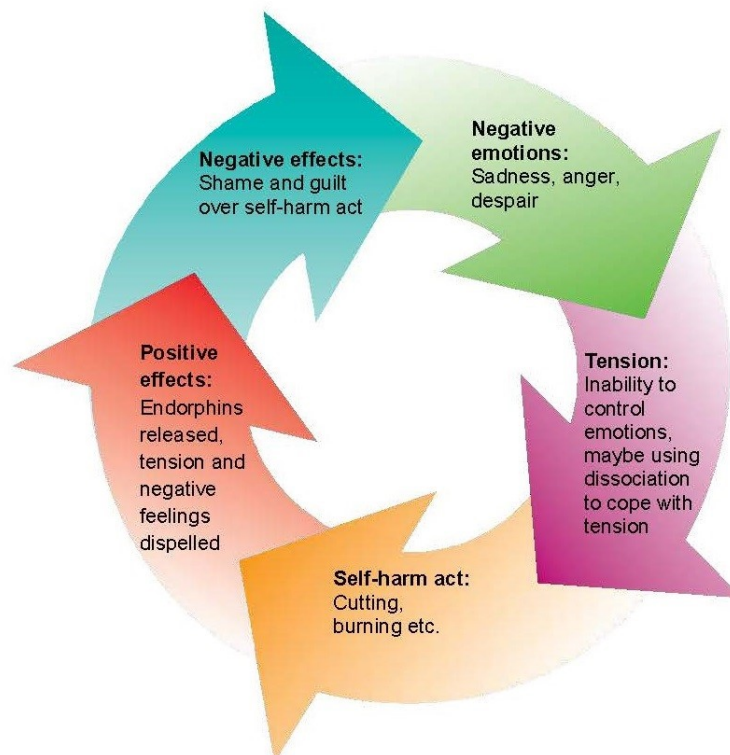 Negative effects:
Shame and guilt
over self-harm act
Negative
emotions:
Sadness, anger,
despair
Tension:
Inability to
control
emotions,
maybe using
dissociation
to cope with
tension
Self-harm act:
Cutting,
burning etc.
Positive
effects:
Endorphins
released,
tension and
negative
feelings
dispelled